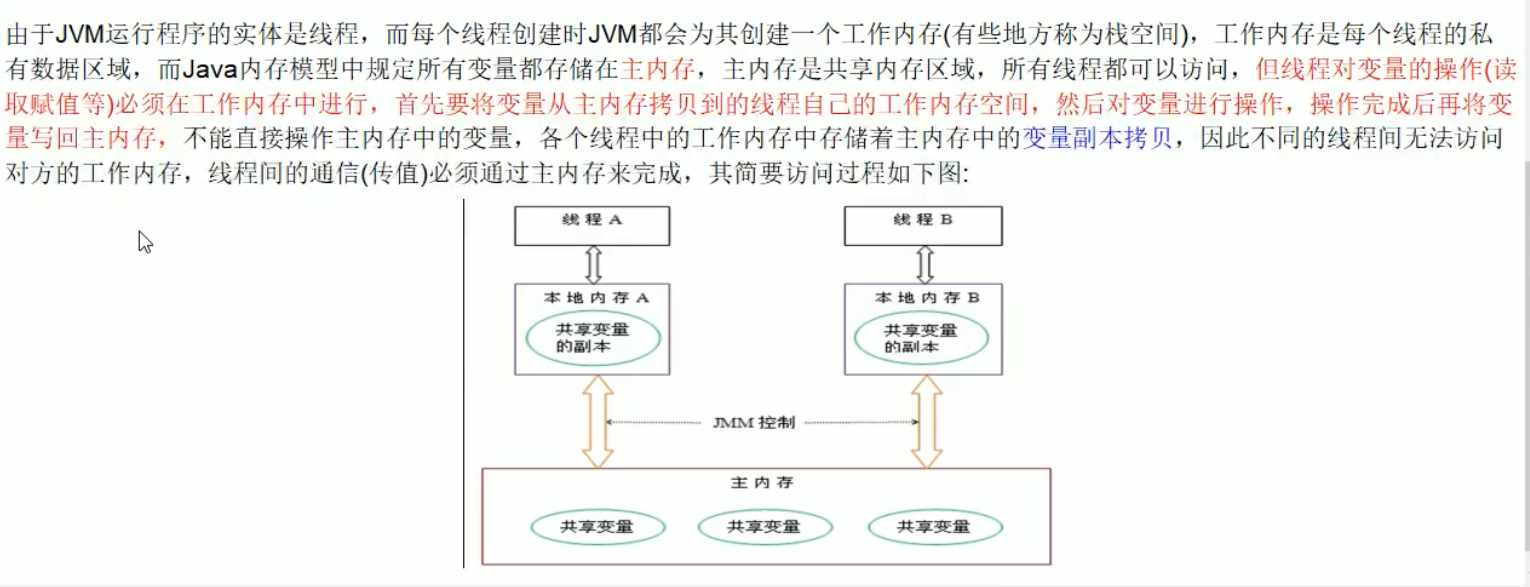 由于JVM运行程序的实体是线程，而每个线程创建时JVM都会为其创建一个工作内存(有些地方称为栈空间)，工作内存是每个线程的私
有数据区域，而Java内存模型中规定所有变量都存储在主内存，主内存是共享内存区域，所有线程都可以访问，但线程对变量的操作(读
取赋值等)必须在工作内存中进行，首先要将变量从主内存拷贝到的线程自己的工作内存空间，然后对变量进行操作，操作完成后再将变
量写回主内存，不能直接操作主内存中的变量，各个线程中的工作内存中存储着主内存中的变量副本拷贝，因此不同的线程间无法访问
对方的工作内存，线程间的通信(传值)必须通过主内存来完成，其简要访问过程如下图:
线程 A
线程 B
本地内存 A
本地内存 B
共享变量
的副本
共享变量
的副本
JMM 控制
主内存
共享变量
共享变量
共享变量